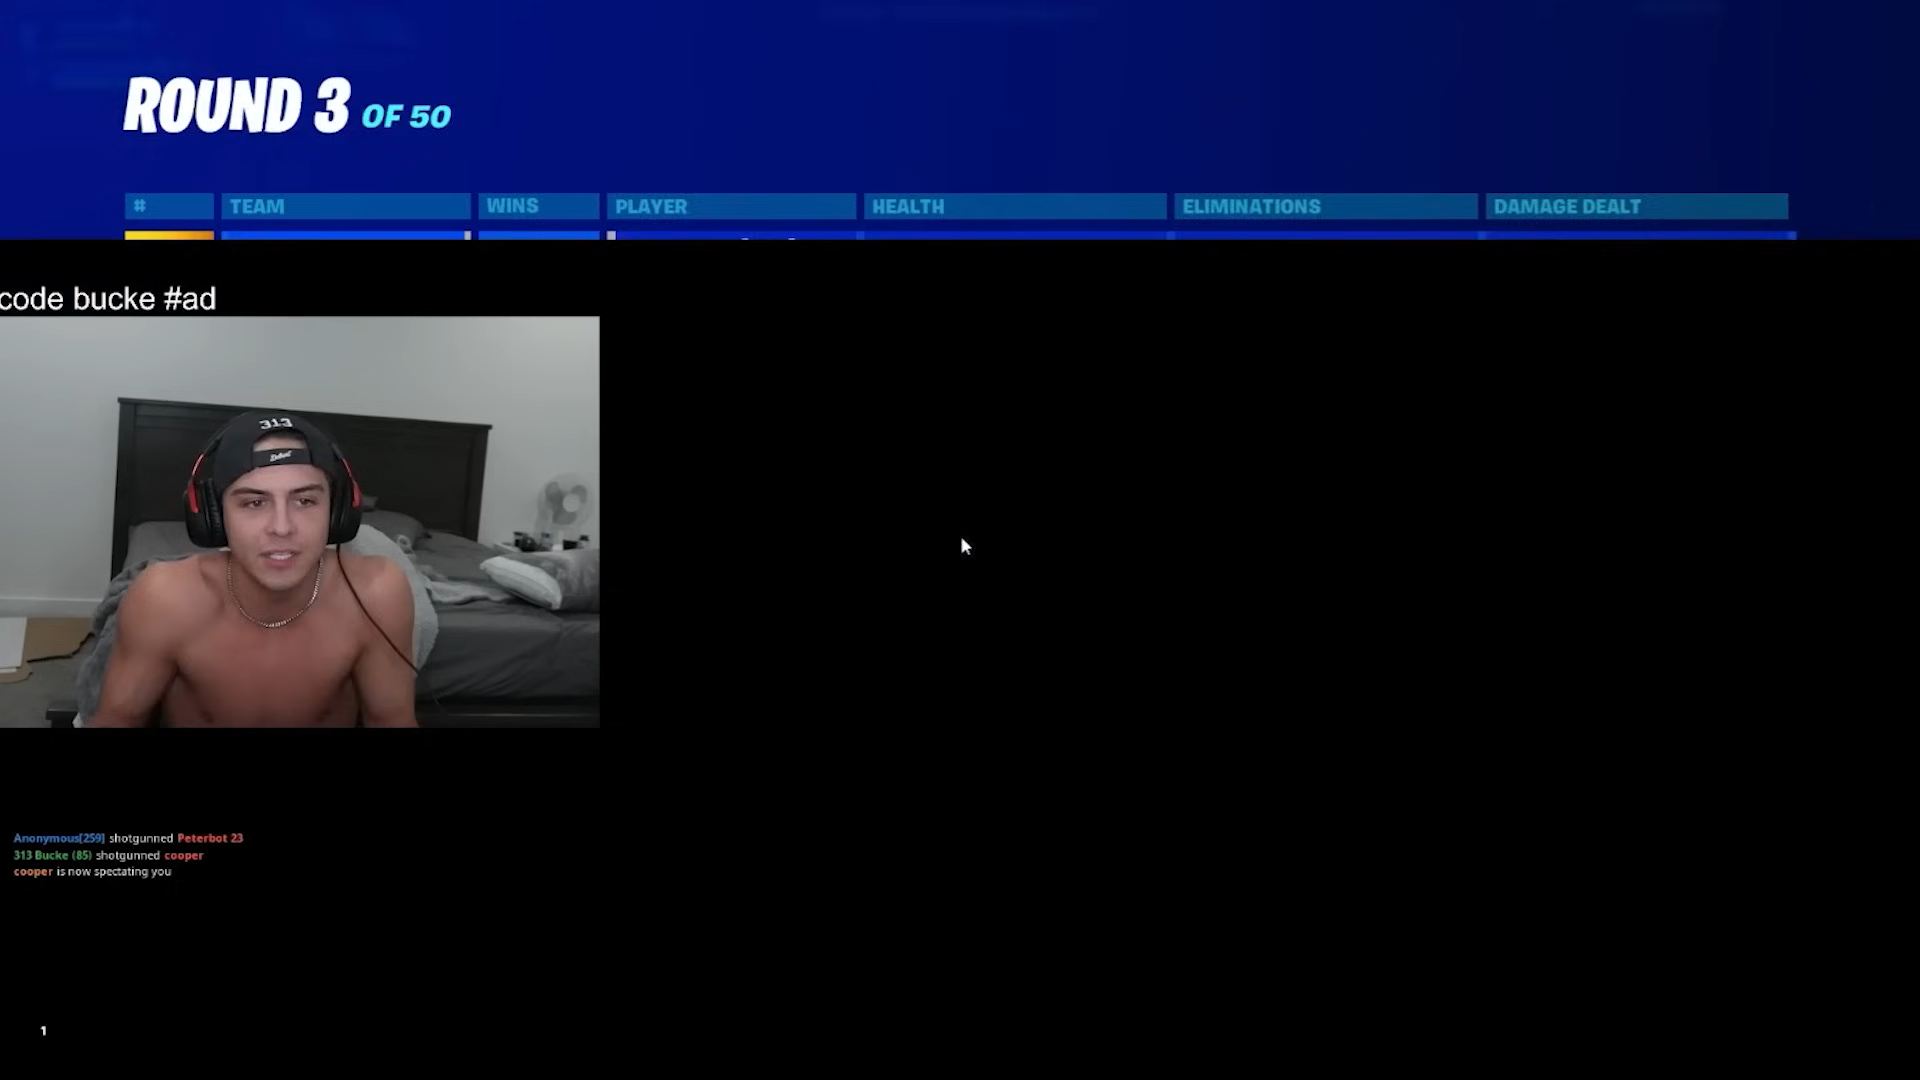 ROUND 3 OF 50
# TEAM WINS PLAYER HEALTH ELIMINATIONS DAMAGE DEALT
code bucke #ad
313
Detroit
Anonymous[259] shotgunned Peterbot 23
313 Bucke (85) shotgunned cooper
cooper is now spectating you
1